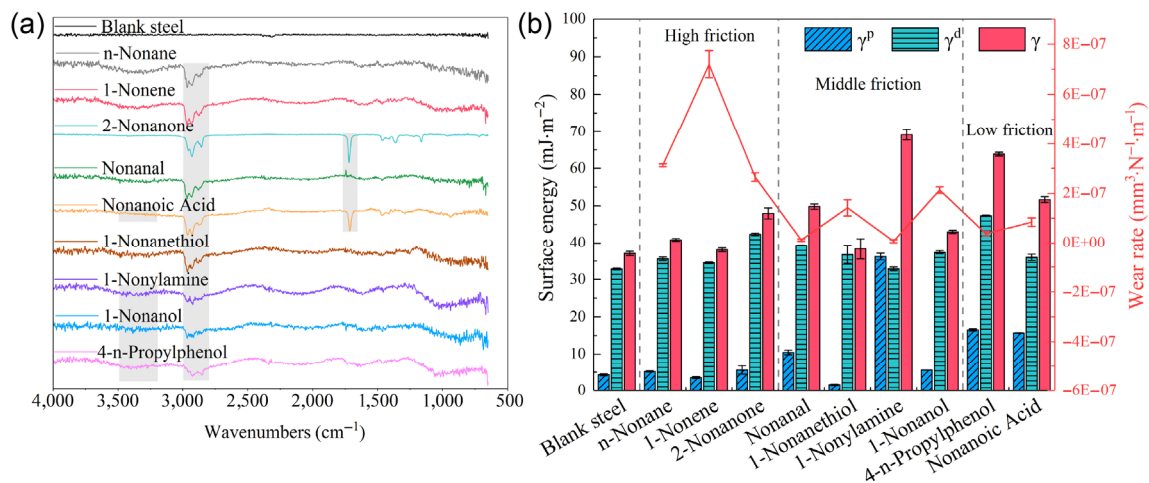 (a)
Blank steel
n-Nonane
1-Nonene
2-Nonanone
Nonanal
Nonanoic Acid
1-Nonanethiol
1-Nonylamine
1-Nonanol
4-n-Propylphenol
4,000 3,000 2,500 2,000 1,500 1,000 500
Wavenumbers (cm−1)
(b)
Surface energy (mJ·m−2)
100
90
80
70
60
50
40
30
20
10
0
High friction
Middle friction
Low friction
γp γd γ
8E−07
6E−07
4E−07
2E−07
0E+00
−2E−07
−4E−07
−6E−07
Wear rate (mm3·N−1·m−1)
Blank steel
n-Nonane
1-Nonene
2-Nonanone
Nonanal
1-Nonanethiol
1-Nonylamine
1-Nonanol
4-n-Propylphenol
Nonanoic Acid